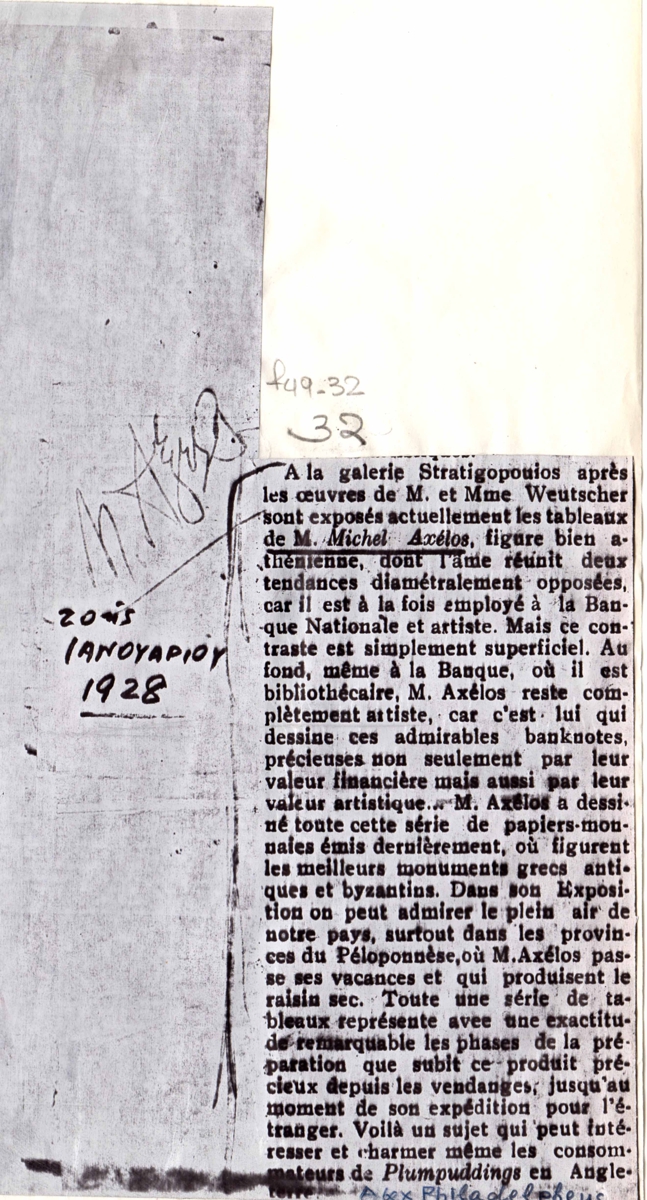 f49-32
32
A la galerie Stratigopoulos après
les œuvres de M. et Mme Weutscher
sont exposés actuellement les tableaux
de M. Michel Axélos, figure bien a-
thénienne, dont l'âme réunit deux
tendances diamétralement opposées,
car il est à la fois employé à la Ban-
que Nationale et artiste. Mais ce con-
traste est simplement superficiel. Au
fond, même à la Banque, où il est
bibliothécaire, M. Axélos reste com-
plètement artiste, car c'est lui qui
dessine ces admirables banknotes,
précieuses non seulement par leur
valeur financière mais aussi par leur
valeur artistique... M. Axélos a dessi-
né toute cette série de papiers-mon-
naies émis dernièrement, où figurent
les meilleurs monuments grecs anti-
ques et byzantins. Dans son Exposi-
tion on peut admirer le plein air de
notre pays, surtout dans les provin-
ces du Péloponnèse, où M. Axélos pas-
se ses vacances et qui produisent le
raisin sec. Toute une série de ta-
bleaux représente avec une exactitu-
de remarquable les phases de la pré-
paration que subit ce produit pré-
cieux depuis les vendanges, jusqu'au
moment de son expédition pour l'é-
tranger. Voilà un sujet qui peut inté-
resser et charmer même les consom-
mateurs de Plumpuddings en Angle-
terre.
ΙΑΝΟΥΑΡΙΟΥ
1928
Alex Philadelpheus